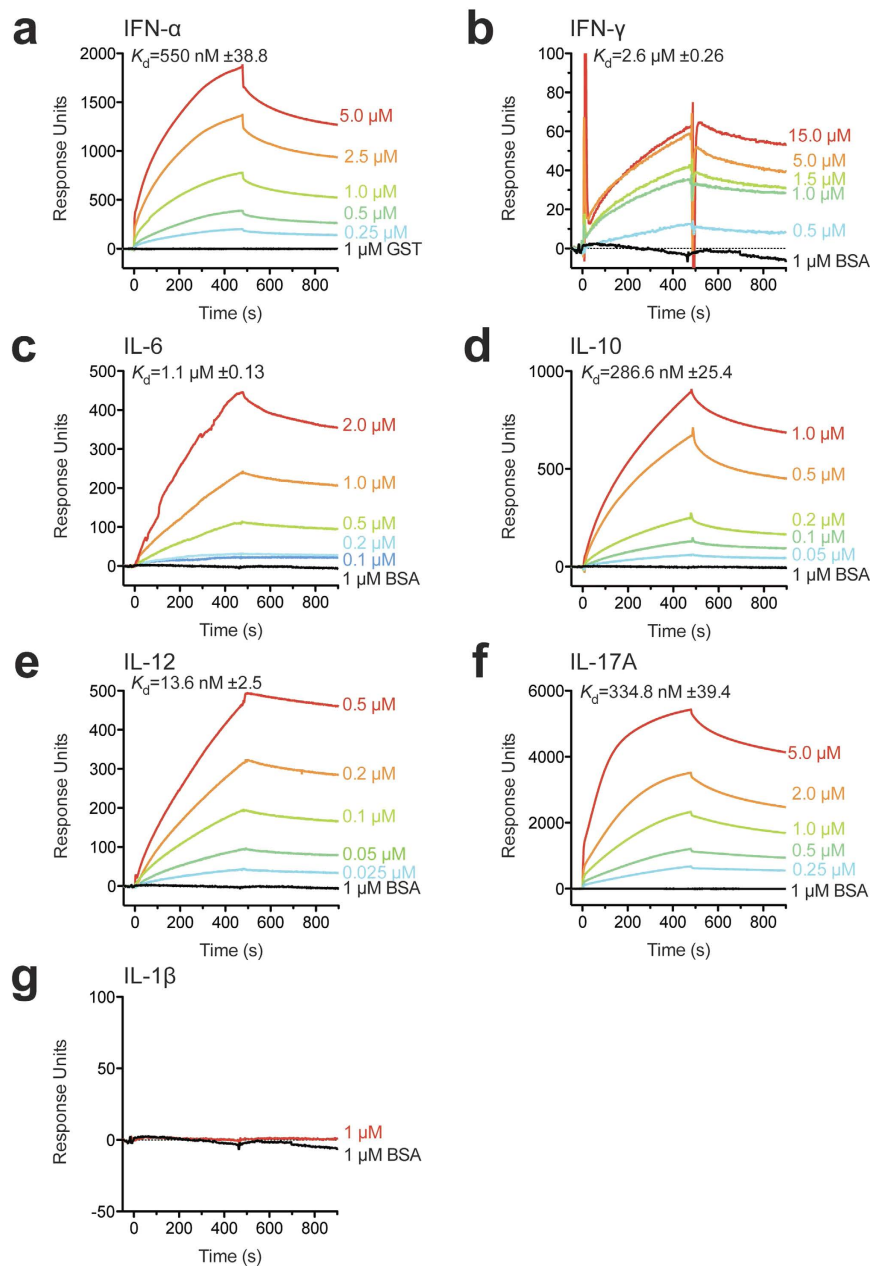 a
IFN-α
Kd=550 nM ±38.8
Response Units
2000
1500
1000
500
0
5.0 µM
2.5 µM
1.0 µM
0.5 µM
0.25 µM
1 µM GST
0 200 400 600 800
Time (s)
b
IFN-γ
Kd=2.6 µM ±0.26
Response Units
100
80
60
40
20
0
15.0 µM
5.0 µM
1.5 µM
1.0 µM
0.5 µM
1 µM BSA
0 200 400 600 800
Time (s)
c
IL-6
Kd=1.1 µM ±0.13
Response Units
500
400
300
200
100
0
2.0 µM
1.0 µM
0.5 µM
0.2 µM
0.1 µM
1 µM BSA
0 200 400 600 800
Time (s)
d
IL-10
Kd=286.6 nM ±25.4
Response Units
1000
500
0
1.0 µM
0.5 µM
0.2 µM
0.1 µM
0.05 µM
1 µM BSA
0 200 400 600 800
Time (s)
e
IL-12
Kd=13.6 nM ±2.5
Response Units
500
400
300
200
100
0
0.5 µM
0.2 µM
0.1 µM
0.05 µM
0.025 µM
1 µM BSA
0 200 400 600 800
Time (s)
f
IL-17A
Kd=334.8 nM ±39.4
Response Units
6000
4000
2000
0
5.0 µM
2.0 µM
1.0 µM
0.5 µM
0.25 µM
1 µM BSA
0 200 400 600 800
Time (s)
g
IL-1β
Response Units
100
50
0
-50
1 µM
1 µM BSA
0 200 400 600 800
Time (s)